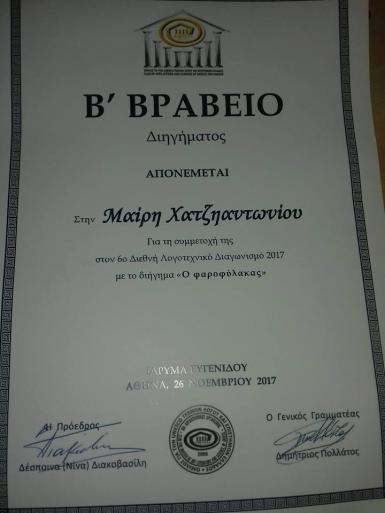 Β΄ ΒΡΑΒΕΙΟ
Διηγήματος
ΑΠΟΝΕΜΕΤΑΙ
Στην Μαίρη Χατζηαντωνίου
Για τη συμμετοχή της
στον 6ο Διεθνή Λογοτεχνικό Διαγωνισμό 2017
με το διήγημα «Ο φαροφύλακας»
ΙΔΡΥΜΑ ΕΥΓΕΝΙΔΟΥ
ΑΘΗΝΑ, 26 ΝΟΕΜΒΡΙΟΥ 2017
Η Πρόεδρος
Δέσποινα (Νίνα) Διακοβασίλη
Ο Γενικός Γραμματέας
Δημήτριος Πολλάτος